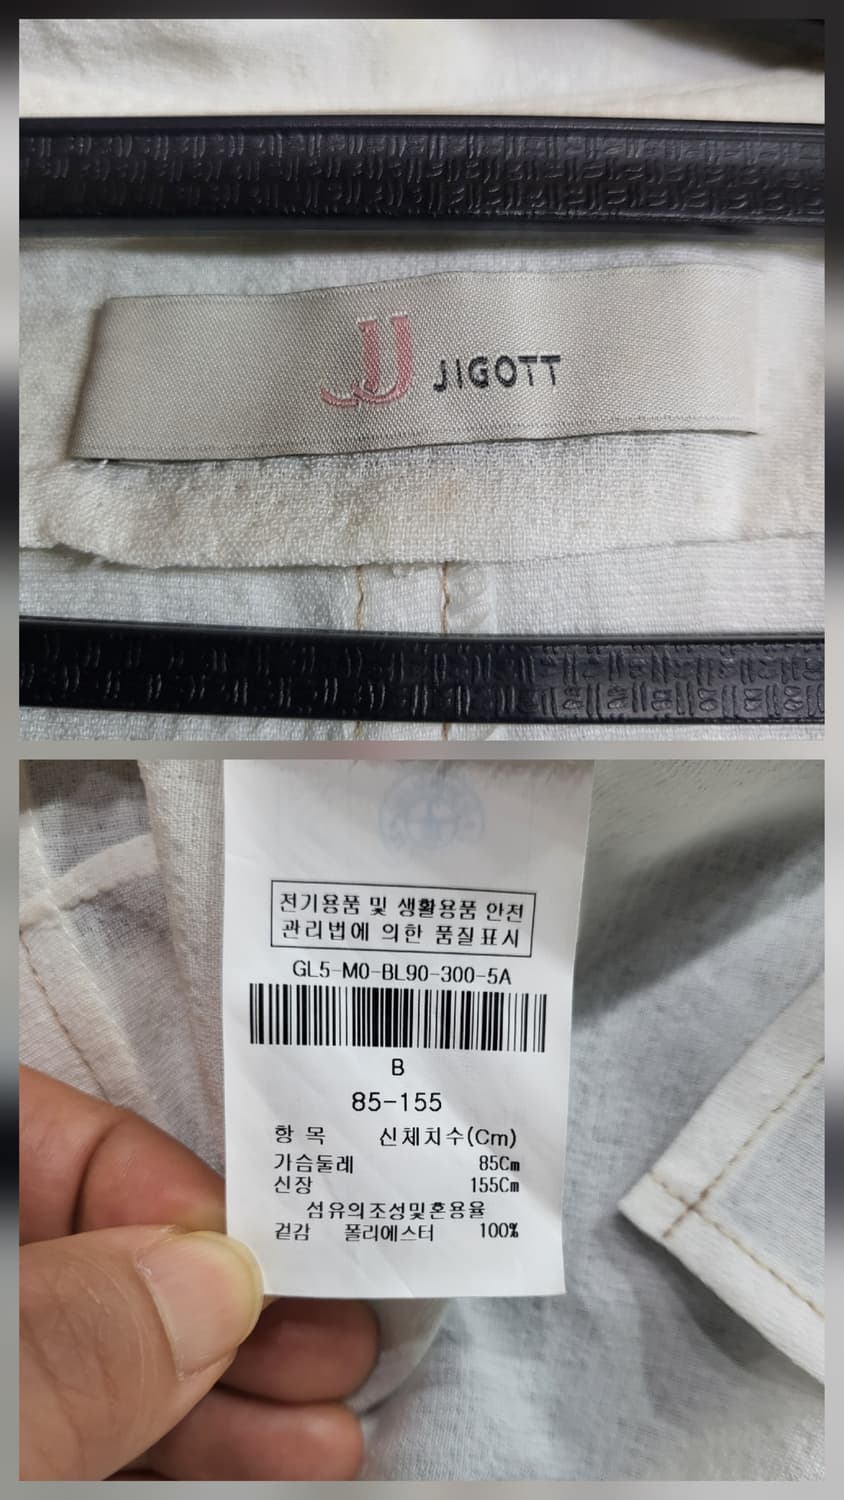 JJ JIGOTT
전기용품 및 생활용품 안전
관리법에 의한 품질표시
GL5-M0-BL90-300-5A
B
85-155
항 목 신체치수(Cm)
가슴둘레 85Cm
신장 155Cm
섬유의조성및혼용율
겉감 폴리에스터 100%